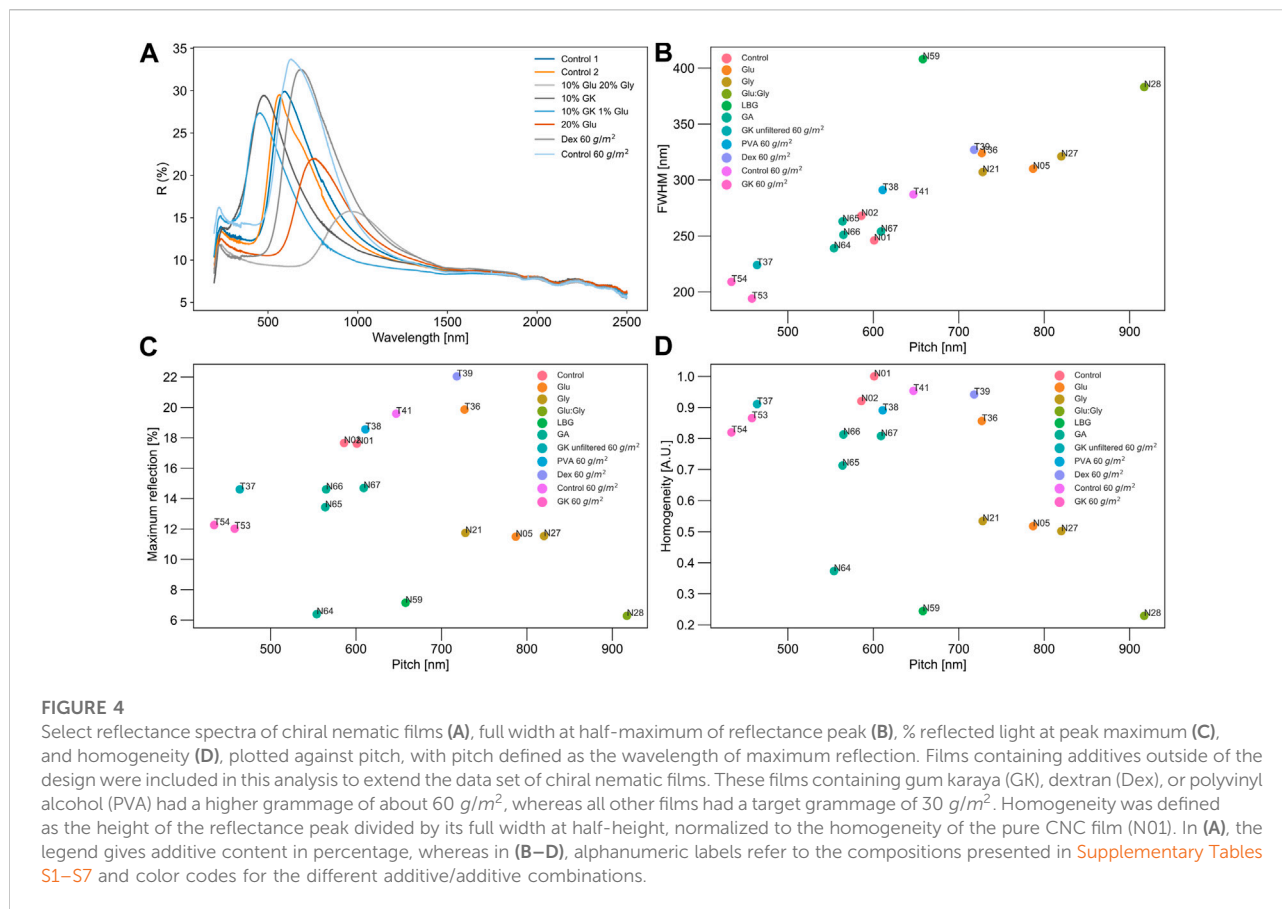 A
35
30
25
20
15
10
5
R (%)
500
1000
1500
2000
2500
Wavelength [nm]
Control 1
Control 2
10% Glu 20% Gly
10% GK
10% GK 1% Glu
20% Glu
Dex 60 g/m²
Control 60 g/m²
B
400
350
300
250
200
FWHM [nm]
500
600
700
800
900
Pitch [nm]
Control
Glu
Gly
Glu:Gly
LBG
GA
GK unfiltered 60 g/m²
PVA 60 g/m²
Dex 60 g/m²
Control 60 g/m²
GK 60 g/m²
N59
N28
T39
T36
N21
N05
N27
T38
T41
N65
N02
N66
N67
N64
N01
T37
T54
T53
C
22
20
18
16
14
12
10
8
6
Maximum reflection [%]
500
600
700
800
900
Pitch [nm]
Control
Glu
Gly
Glu:Gly
LBG
GA
GK unfiltered 60 g/m²
PVA 60 g/m²
Dex 60 g/m²
Control 60 g/m²
GK 60 g/m²
T39
T36
T41
T38
N02
N01
T37
N66
N67
N65
T54
T53
N21
N05
N27
N64
N59
N28
D
1.0
0.9
0.8
0.7
0.6
0.5
0.4
0.3
0.2
Homogeneity [A.U.]
500
600
700
800
900
Pitch [nm]
Control
Glu
Gly
Glu:Gly
LBG
GA
GK unfiltered 60 g/m²
PVA 60 g/m²
Dex 60 g/m²
Control 60 g/m²
GK 60 g/m²
N01
T41
T39
T37
N02
T38
T53
T36
T54
N66
N67
N65
N21
N05
N27
N64
N59
N28
FIGURE 4
Select reflectance spectra of chiral nematic films (A), full width at half-maximum of reflectance peak (B), % reflected light at peak maximum (C),
and homogeneity (D), plotted against pitch, with pitch defined as the wavelength of maximum reflection. Films containing additives outside of the
design were included in this analysis to extend the data set of chiral nematic films. These films containing gum karaya (GK), dextran (Dex), or polyvinyl
alcohol (PVA) had a higher grammage of about 60 g/m², whereas all other films had a target grammage of 30 g/m². Homogeneity was defined
as the height of the reflectance peak divided by its full width at half-height, normalized to the homogeneity of the pure CNC film (N01). In (A), the
legend gives additive content in percentage, whereas in (B–D), alphanumeric labels refer to the compositions presented in Supplementary Tables
S1–S7 and color codes for the different additive/additive combinations.